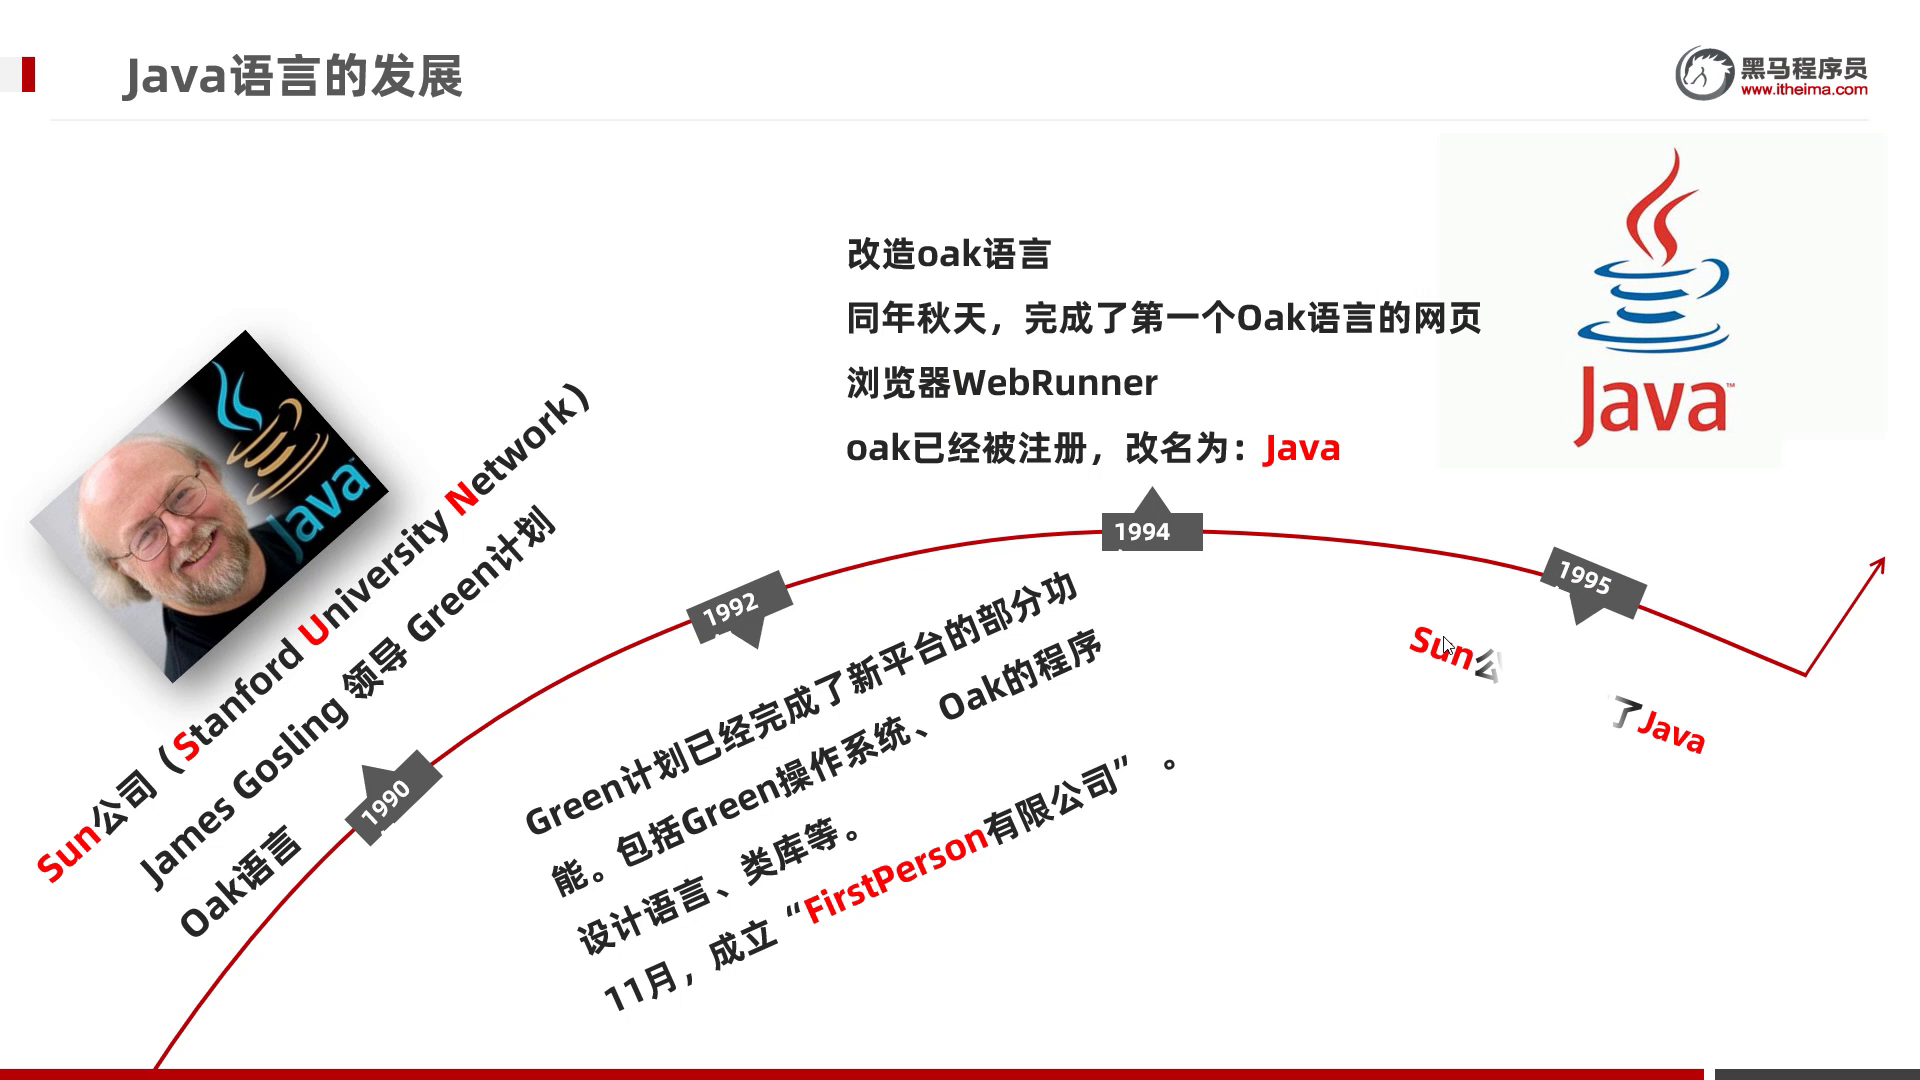 Java语言的发展
黑马程序员
www.itheima.com
Java
Sun公司（Stanford University Network）
James Gosling 领导 Green计划
Oak语言
1990
1992
Green计划已经完成了新平台的部分功
能。包括Green操作系统、Oak的程序
设计语言、类库等。
11月，成立“FirstPerson有限公司” 。
改造oak语言
同年秋天，完成了第一个Oak语言的网页
浏览器WebRunner
oak已经被注册，改名为：Java
1994
Java™
1995
Sun公
了Java